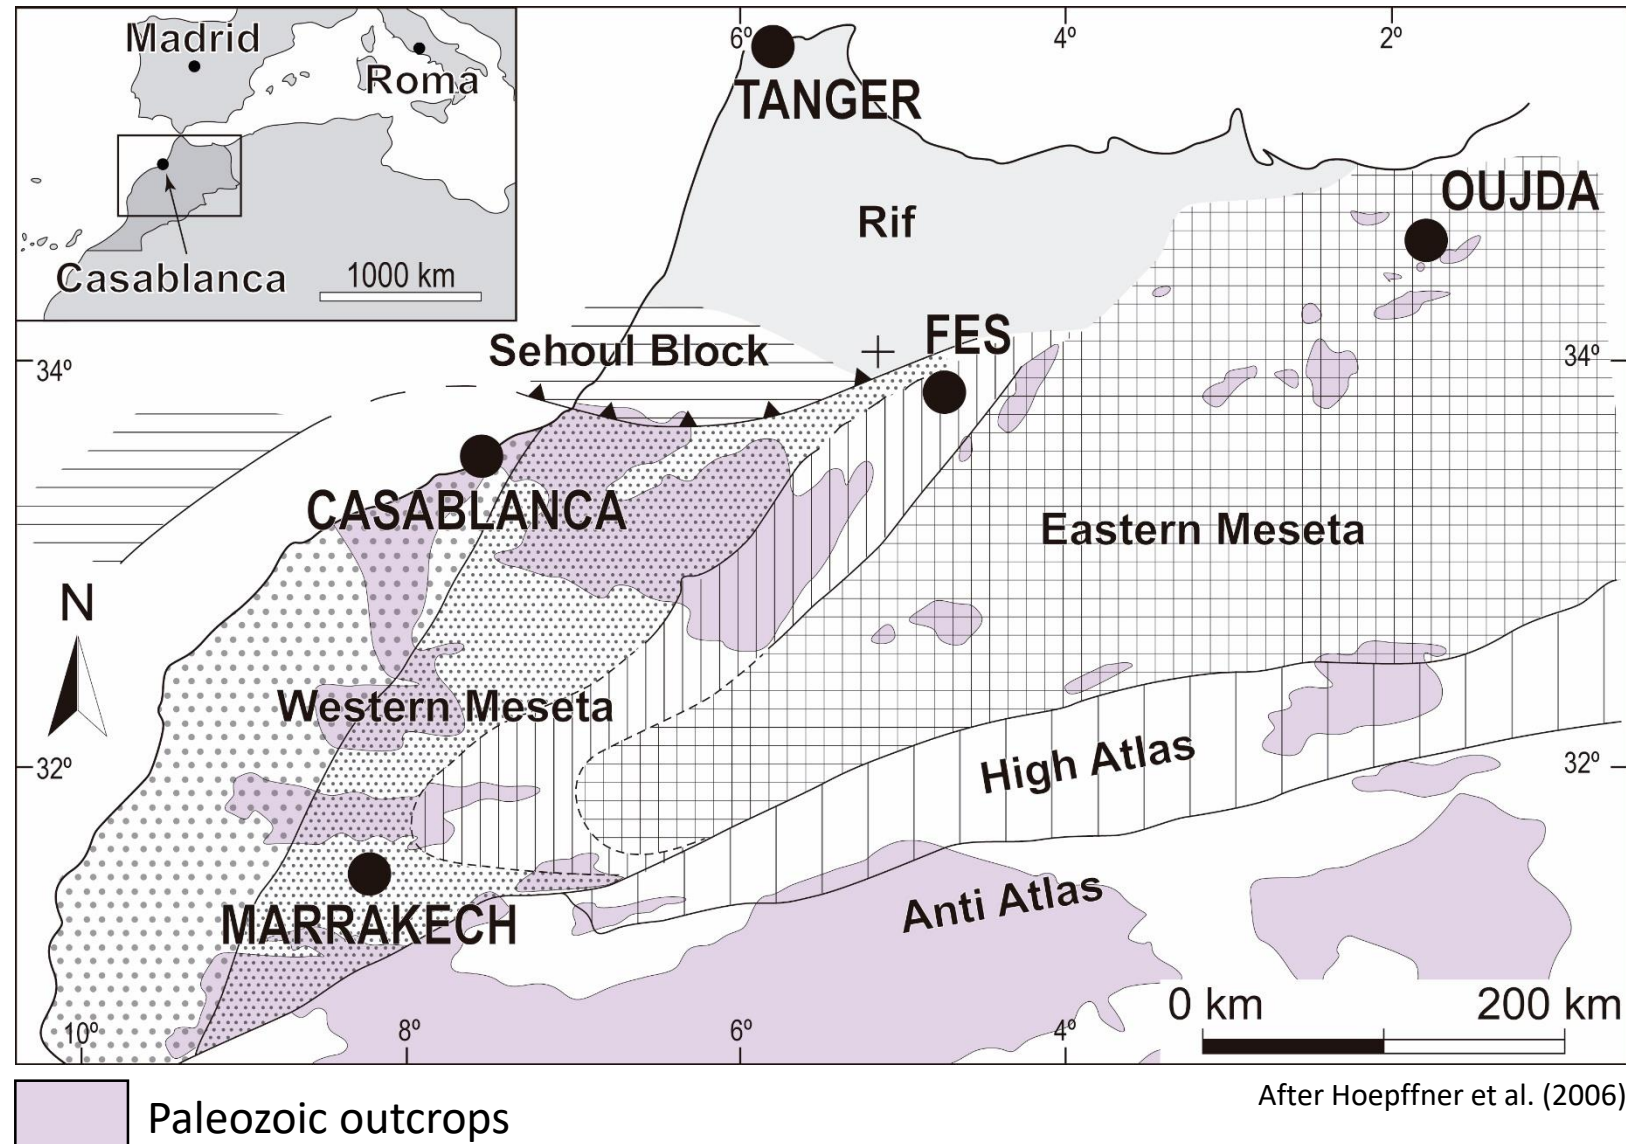 Madrid
Roma
Casablanca
1000 km
6º
4º
2º
TANGER
OUJDA
Rif
FES
Sehoul Block
34º
34º
CASABLANCA
Eastern Meseta
N
Western Meseta
32º
High Atlas
32º
Anti Atlas
MARRAKECH
0 km
200 km
10º
8º
6º
4º
After Hoepffner et al. (2006)
Paleozoic outcrops